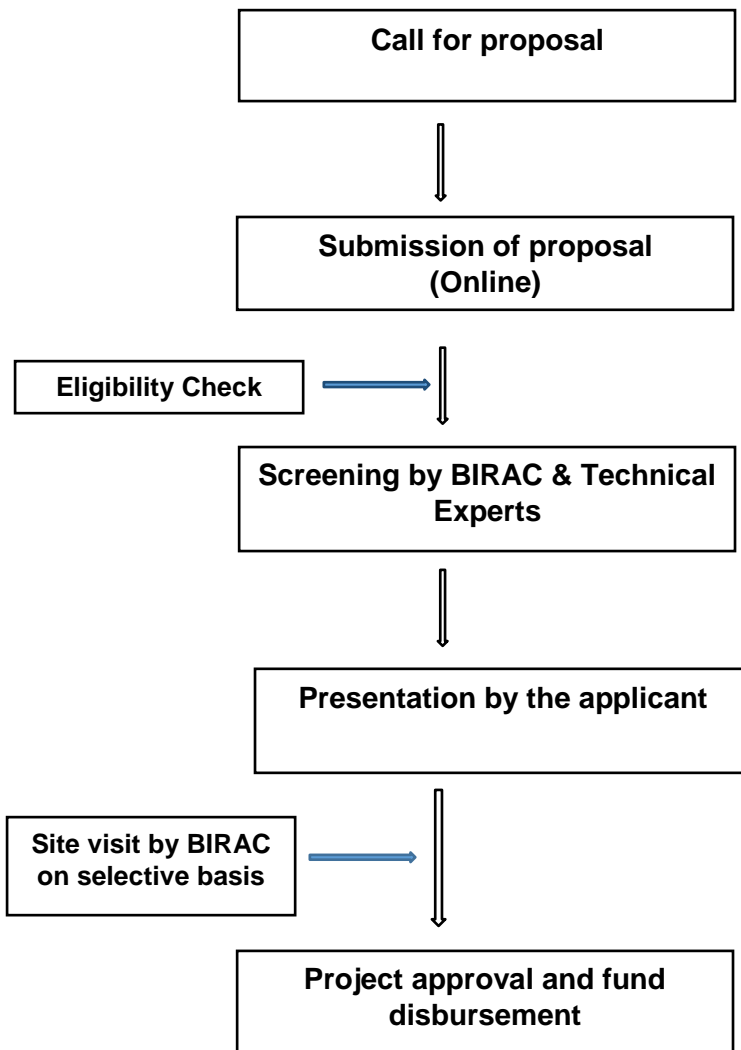 Call for proposal
Submission of proposal
(Online)
Eligibility Check
Screening by BIRAC & Technical
Experts
Presentation by the applicant
Site visit by BIRAC
on selective basis
Project approval and fund
disbursement